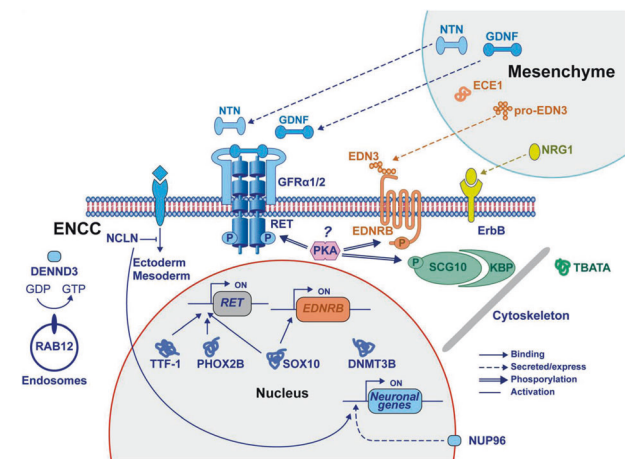 NTN
GDNF
Mesenchyme
ECE1
pro-EDN3
NRG1
NTN
GDNF
EDN3
GFRα1/2
ENCC
NCLN
RET
EDNRB
ErbB
P
P
?
PKA
P
P
SCG10
KBP
TBATA
Ectoderm
Mesoderm
DENND3
GDP
GTP
RAB12
Endosomes
Cytoskeleton
ON
RET
ON
EDNRB
TTF-1
PHOX2B
SOX10
DNMT3B
Nucleus
ON
Neuronal
genes
NUP96
Binding
Secreted/express
Phosporylation
Activation